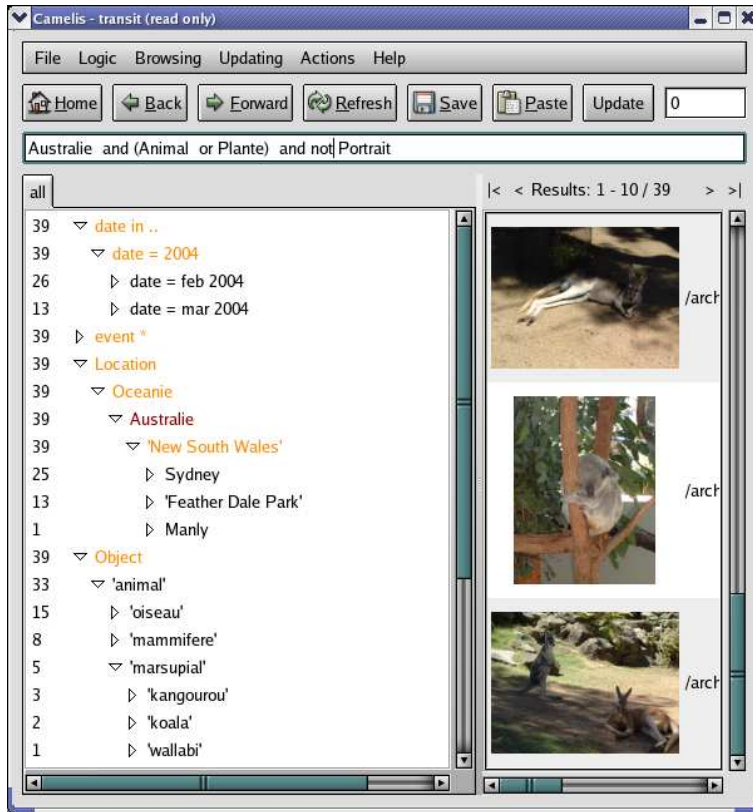 Camelis - transit (read only)
File Logic Browsing Updating Actions Help
Home Back Forward Refresh Save Paste Update 0
Australie and (Animal or Plante) and not Portrait
all
|< < Results: 1 - 10 / 39 > >|
39 date in ..
39 date = 2004
26 date = feb 2004
13 date = mar 2004
39 event *
39 Location
39 Oceanie
39 Australie
39 'New South Wales'
25 Sydney
13 'Feather Dale Park'
1 Manly
39 Object
33 'animal'
15 'oiseau'
8 'mammifere'
5 'marsupial'
3 'kangourou'
2 'koala'
1 'wallabi'
/arch
/arch
/arch